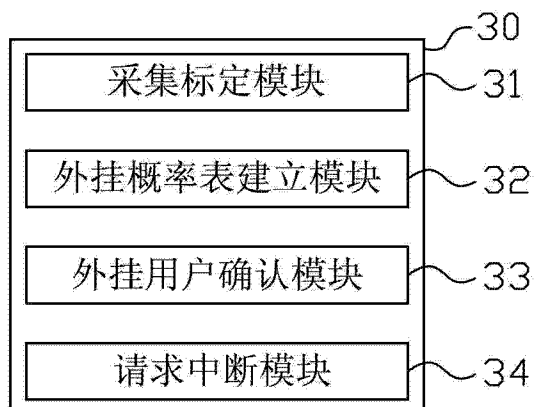 30
采集标定模块 31
外挂概率表建立模块 32
外挂用户确认模块 33
请求中断模块 34